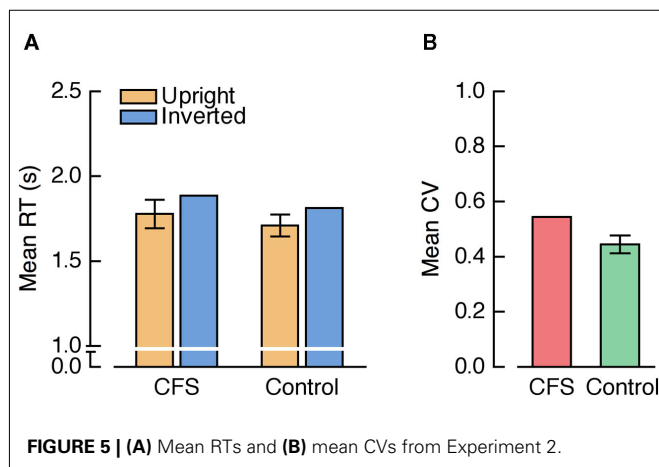 A
B
2.5
2.0
1.5
1.0
0.0
Mean RT (s)
Upright
Inverted
CFS
Control
1.0
0.8
0.6
0.4
0.2
0.0
Mean CV
CFS
Control
FIGURE 5 | (A) Mean RTs and (B) mean CVs from Experiment 2.